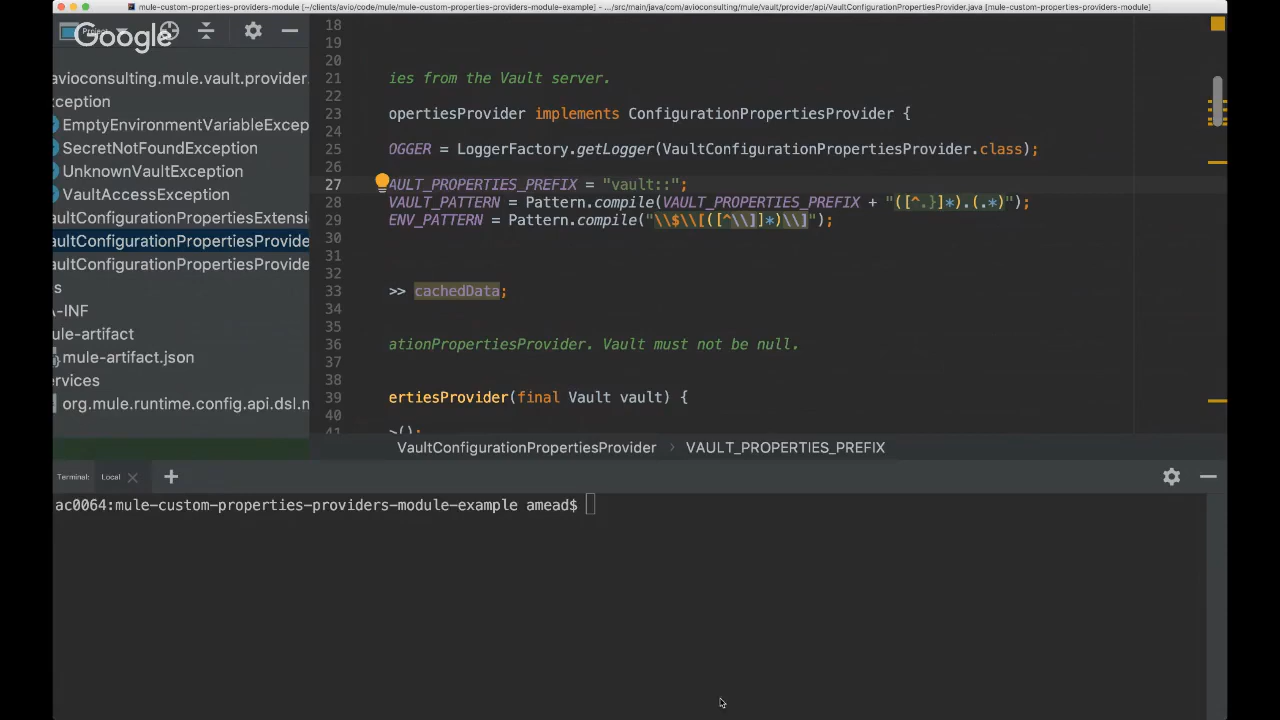 mule-custom-properties-providers-module [~/clients/avio/code/mule/mule-custom-properties-providers-module-example] - .../src/main/java/com/avioconsulting/mule/vault/provider/api/VaultConfigurationPropertiesProvider.java [mule-custom-properties-providers-module]
Google
avioconsulting.mule.vault.provider.
xception
EmptyEnvironmentVariableExcep
SecretNotFoundException
UnknownVaultException
VaultAccessException
aultConfigurationPropertiesExtensi
aultConfigurationPropertiesProvide
aultConfigurationPropertiesProvide
es
A-INF
ule-artifact
mule-artifact.json
ervices
org.mule.runtime.config.api.dsl.n
18
19
20
21 ies from the Vault server.
22
23 opertiesProvider implements ConfigurationPropertiesProvider {
24
25 OGGER = LoggerFactory.getLogger(VaultConfigurationPropertiesProvider.class);
26
27 AULT_PROPERTIES_PREFIX = "vault::";
28 VAULT_PATTERN = Pattern.compile(VAULT_PROPERTIES_PREFIX + "([^.}]*).(.*)");
29 ENV_PATTERN = Pattern.compile("\\$\\[([^\\]]*)\\]");
30
31
32
33 >> cachedData;
34
35
36 ationPropertiesProvider. Vault must not be null.
37
38
39 ertiesProvider(final Vault vault) {
40
41 >();
VaultConfigurationPropertiesProvider › VAULT_PROPERTIES_PREFIX
Terminal: Local × +
ac0064:mule-custom-properties-providers-module-example amead$